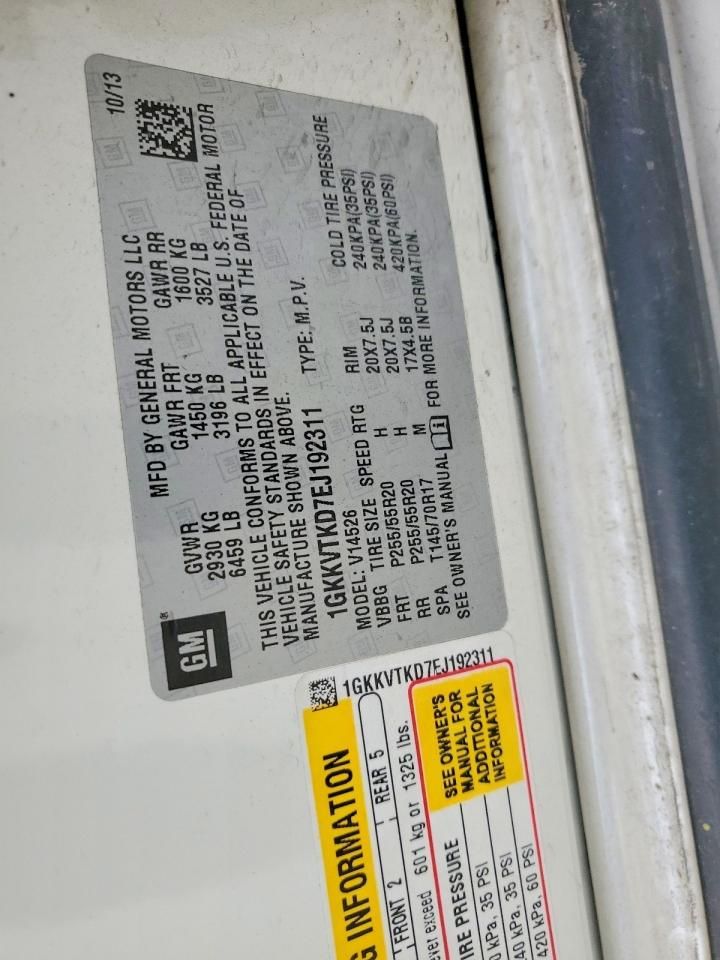 10/13
MFD BY GENERAL MOTORS LLC
GVWR GAWR FRT GAWR RR
2930 KG 1450 KG 1600 KG
6459 LB 3196 LB 3527 LB
THIS VEHICLE CONFORMS TO ALL APPLICABLE U.S. FEDERAL MOTOR
VEHICLE SAFETY STANDARDS IN EFFECT ON THE DATE OF
MANUFACTURE SHOWN ABOVE.
1GKKVTKD7EJ192311 TYPE: M.P.V.
MODEL: V14526
VBBG TIRE SIZE SPEED RTG RIM COLD TIRE PRESSURE
FRT P255/55R20 H 20X7.5J 240KPA(35PSI)
RR P255/55R20 H 20X7.5J 240KPA(35PSI)
SPA T145/70R17 M 17X4.5B 420KPA(60PSI)
SEE OWNER'S MANUAL FOR MORE INFORMATION.
GM®
1GKKVTKD7EJ192311
INFORMATION
FRONT 2 REAR 5
exceed 601 kg or 1325 lbs.
PRESSURE
kPa, 35 PSI
kPa, 35 PSI
420 kPa, 60 PSI
SEE OWNER'S
MANUAL FOR
ADDITIONAL
INFORMATION